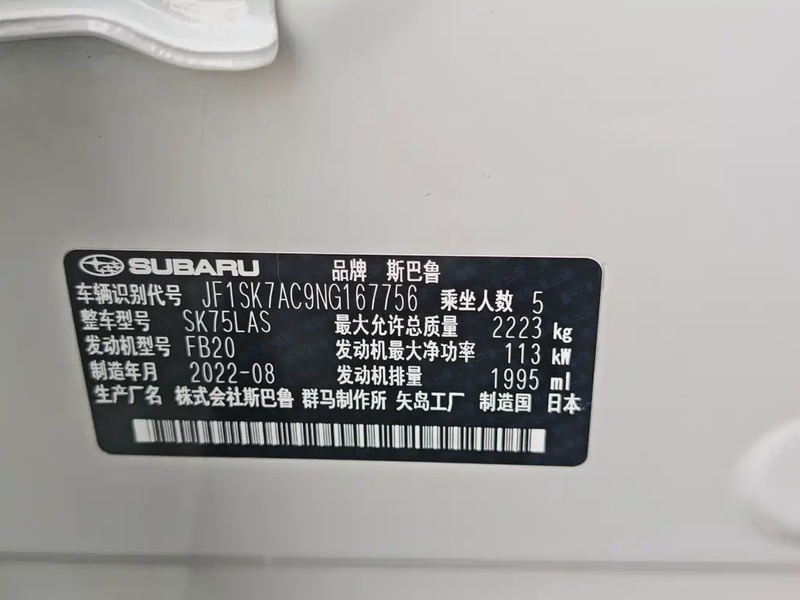 SUBARU 品牌 斯巴鲁
车辆识别代号 JF1SK7AC9NG167756 乘坐人数 5
整车型号 SK75LAS 最大允许总质量 2223 kg
发动机型号 FB20 发动机最大净功率 113 kW
制造年月 2022-08 发动机排量 1995 ml
生产厂名 株式会社斯巴鲁 群马制作所 矢岛工厂 制造国 日本